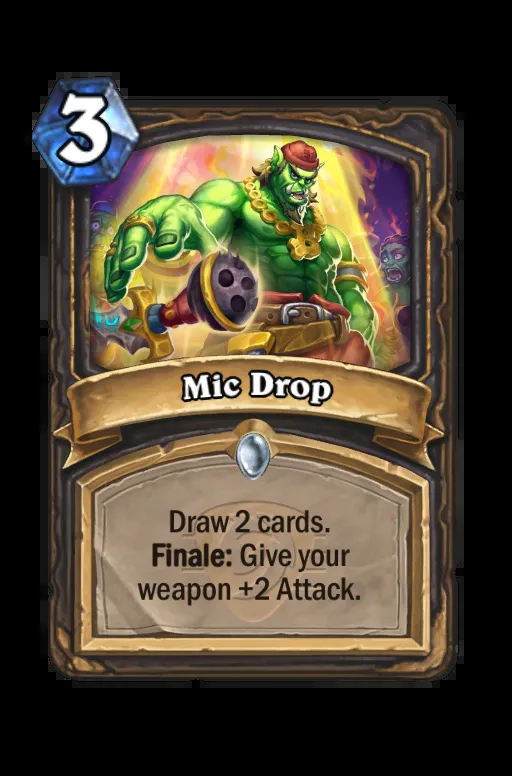 3
Mic Drop
Draw 2 cards.
Finale: Give your
weapon +2 Attack.